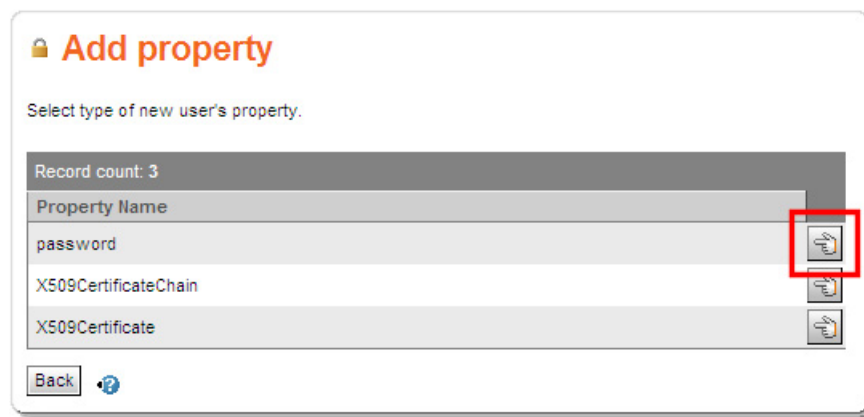 Add property
Select type of new user's property.
Record count: 3
Property Name
password
X509CertificateChain
X509Certificate
Back
?